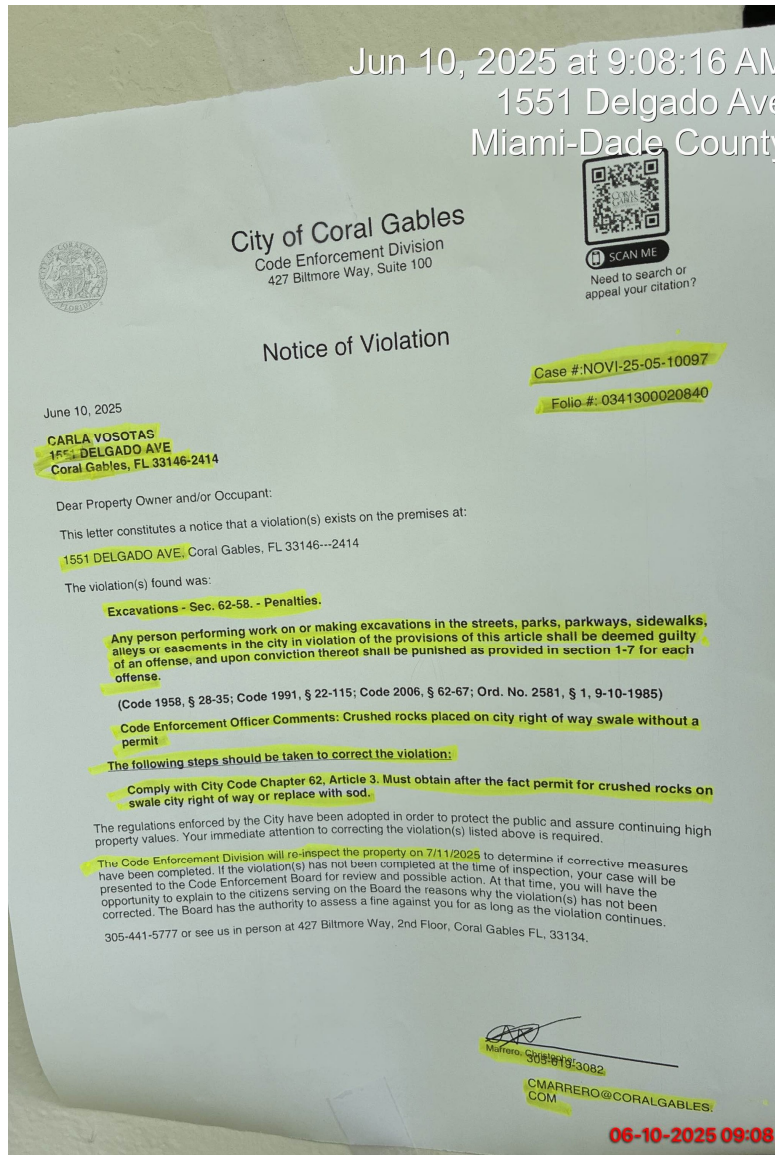 Jun 10, 2025 at 9:08:16 AM
1551 Delgado Ave
Miami-Dade County
CORAL GABLES
SCAN ME
Need to search or
appeal your citation?
CITY OF CORAL GABLES
FLORIDA
City of Coral Gables
Code Enforcement Division
427 Biltmore Way, Suite 100
Notice of Violation
Case #:NOVI-25-05-10097
Folio #: 0341300020840
June 10, 2025
CARLA VOSOTAS
1551 DELGADO AVE
Coral Gables, FL 33146-2414
Dear Property Owner and/or Occupant:
This letter constitutes a notice that a violation(s) exists on the premises at:
1551 DELGADO AVE, Coral Gables, FL 33146---2414
The violation(s) found was:
Excavations - Sec. 62-58. - Penalties.
Any person performing work on or making excavations in the streets, parks, parkways, sidewalks,
alleys or easements in the city in violation of the provisions of this article shall be deemed guilty
of an offense, and upon conviction thereof shall be punished as provided in section 1-7 for each
offense.
(Code 1958, § 28-35; Code 1991, § 22-115; Code 2006, § 62-67; Ord. No. 2581, § 1, 9-10-1985)
Code Enforcement Officer Comments: Crushed rocks placed on city right of way swale without a
permit
The following steps should be taken to correct the violation:
Comply with City Code Chapter 62, Article 3. Must obtain after the fact permit for crushed rocks on
swale city right of way or replace with sod.
The regulations enforced by the City have been adopted in order to protect the public and assure continuing high
property values. Your immediate attention to correcting the violation(s) listed above is required.
The Code Enforcement Division will re-inspect the property on 7/11/2025 to determine if corrective measures
have been completed. If the violation(s) has not been completed at the time of inspection, your case will be
presented to the Code Enforcement Board for review and possible action. At that time, you will have the
opportunity to explain to the citizens serving on the Board the reasons why the violation(s) has not been
corrected. The Board has the authority to assess a fine against you for as long as the violation continues.
305-441-5777 or see us in person at 427 Biltmore Way, 2nd Floor, Coral Gables FL, 33134.
Marrero, Christopher
305-619-3082
CMARRERO@CORALGABLES.
COM
06-10-2025 09:08